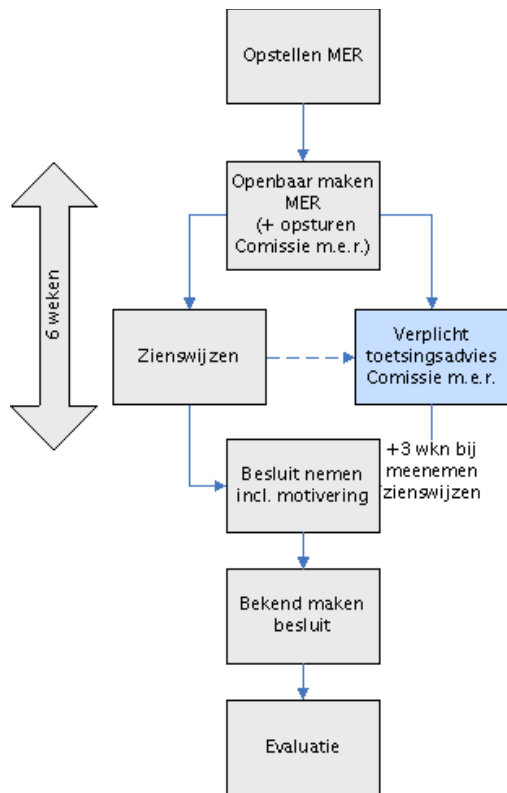 Opstellen MER
Openbaar maken
MER
(+ opsturen
Comissie m.e.r.)
6 weken
Zienswijzen
Verplicht
toetsingsadvies
Comissie m.e.r.
+3 wkn bij
meenemen
zienswijzen
Besluit nemen
incl. motivering
Bekend maken
besluit
Evaluatie